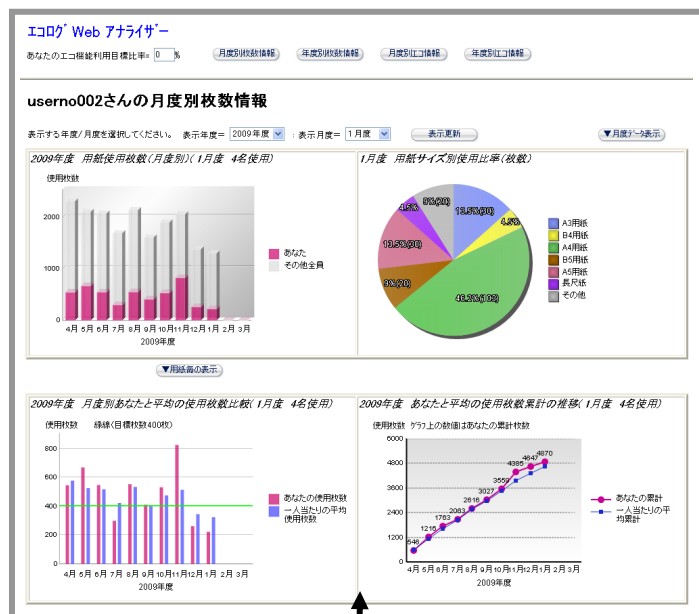 エコログ Web アナライザー
あなたのエコ機能利用目標比率= 0 %
月度別枚数情報
年度別枚数情報
月度別エコ情報
年度別エコ情報
userno002さんの月度別枚数情報
表示する年度/月度を選択してください。 表示年度= 2009年度 : 表示月度= 1月度
表示更新
▼月度データ表示
2009年度 用紙使用枚数(月度別)( 1月度 4名使用)
使用枚数
2000
1000
0
4月 5月 6月 7月 8月 9月 10月 11月 12月 1月 2月 3月
2009年度
あなた
その他全員
1月度 用紙サイズ別使用比率(枚数)
9%(20)
13.5%(30)
4.5%
4.5%
13.5%(30)
9%(20)
46.2%(103)
A3用紙
B4用紙
A4用紙
B5用紙
A5用紙
長尺紙
その他
▼用紙毎の表示
2009年度 月度別あなたと平均の使用枚数比較( 1月度 4名使用)
使用枚数 緑線(目標枚数400枚)
800
600
400
200
0
4月 5月 6月 7月 8月 9月 10月 11月 12月 1月 2月 3月
2009年度
あなたの使用枚数
一人当たりの平均
使用枚数
2009年度 あなたと平均の使用枚数累計の推移( 1月度 4名使用)
使用枚数 グラフ上の数値はあなたの累計枚数
6000
4800
3600
2400
1200
0
548
1216
1763
2063
2616
3027
3559
4385
4647
4870
4月 5月 6月 7月 8月 9月 10月 11月 12月 1月 2月 3月
2009年度
あなたの累計
一人当たりの平
均累計